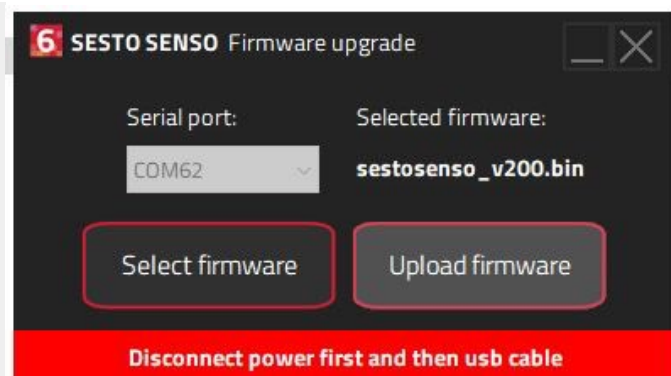 6 SESTO SENSO Firmware upgrade
Serial port:
Selected firmware:
COM62
sestosenso_v200.bin
Select firmware
Upload firmware
Disconnect power first and then usb cable